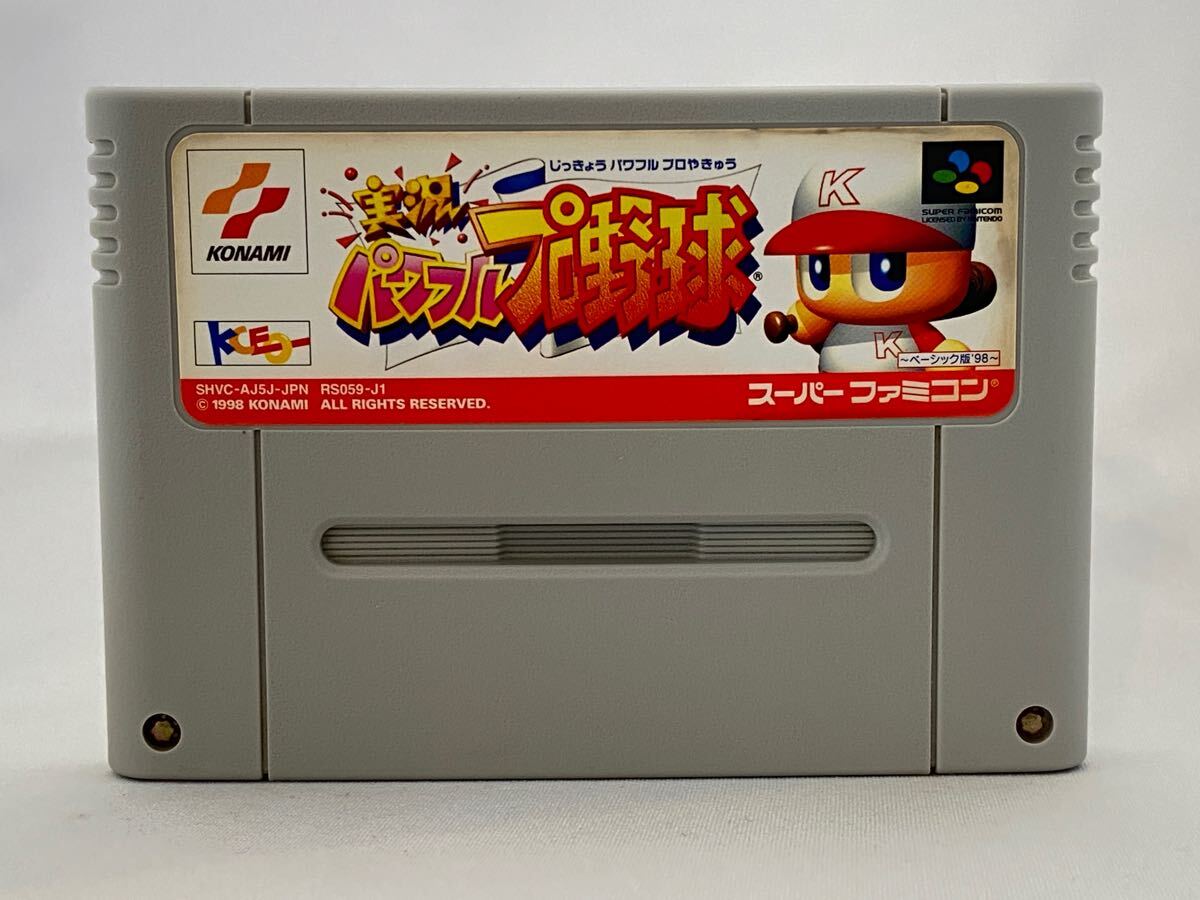 じっきょう パワフル プロやきゅう
実況
パワフルプロ野球®
KONAMI
KCEO
K
K
SUPER FAMICOM
LICENSED BY NINTENDO
～ベーシック版'98～
SHVC-AJ5J-JPN RS059-J1
© 1998 KONAMI ALL RIGHTS RESERVED.
スーパーファミコン®